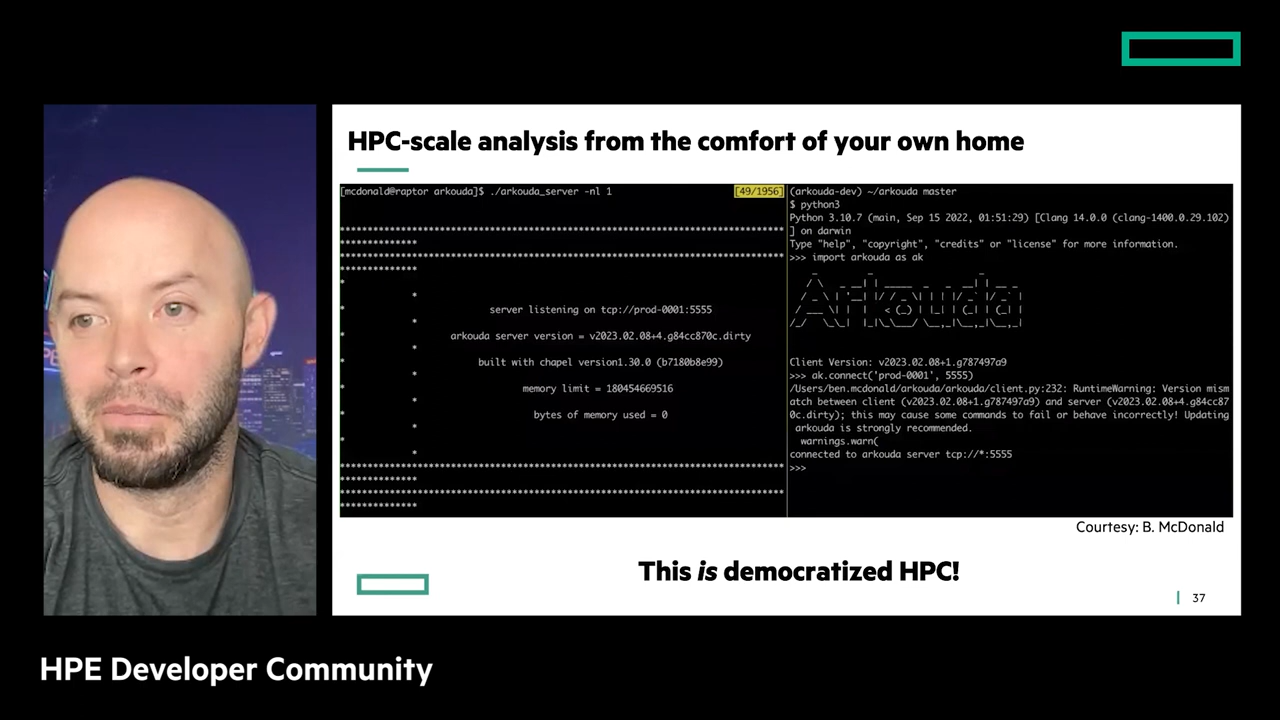 HPC-scale analysis from the comfort of your own home
[mcdonald@raptor arkouda]$ ./arkouda_server -nl 1
[49/1956]
*************************************************************************
*************
*************************************************************************
*************
*
*
*
*
*
*
*
*
*
*
*
*
*
server listening on tcp://prod-0001:5555
arkouda server version = v2023.02.08+4.g84cc870c.dirty
built with chapel version1.30.0 (b7180b8e99)
memory limit = 180454669516
bytes of memory used = 0
*************************************************************************
*************
*************************************************************************
*************
(arkouda-dev) ~/arkouda master
$ python3
Python 3.10.7 (main, Sep 15 2022, 01:51:29) [Clang 14.0.0 (clang-1400.0.29.102)
] on darwin
Type "help", "copyright", "credits" or "license" for more information.
>>> import arkouda as ak
Arkouda
Client Version: v2023.02.08+1.g787497a9
>>> ak.connect('prod-0001', 5555)
/Users/ben.mcdonald/arkouda/arkouda/client.py:232: RuntimeWarning: Version mism
atch between client (v2023.02.08+1.g787497a9) and server (v2023.02.08+4.g84cc87
0c.dirty); this may cause some commands to fail or behave incorrectly! Updating
arkouda is strongly recommended.
warnings.warn(
connected to arkouda server tcp://*:5555
>>>
Courtesy: B. McDonald
This is democratized HPC!
37
HPE Developer Community